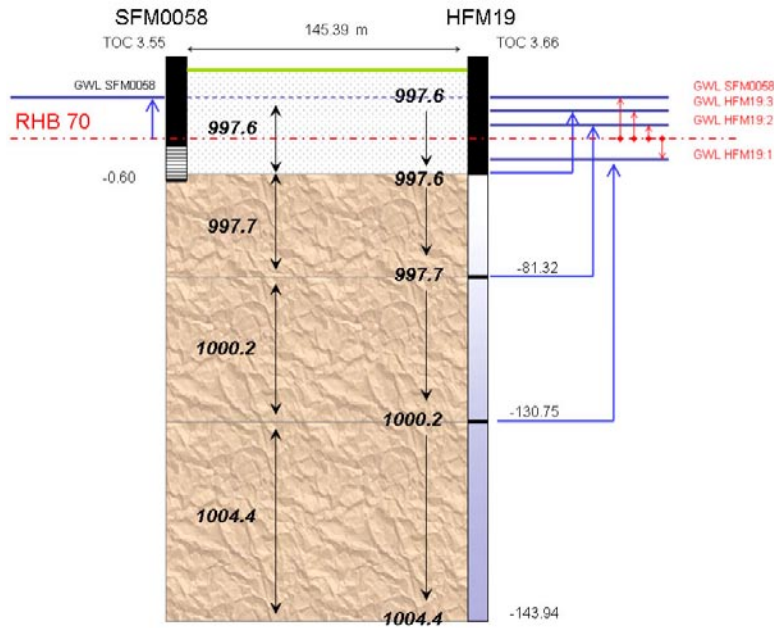 SFM0058
HFM19
TOC 3.55
145.39 m
TOC 3.66
GWL SFM0058
997.6
GWL SFM0058
GWL HFM19:3
RHB 70
997.6
GWL HFM19:2
GWL HFM19:1
-0.60
997.6
997.7
997.7
-81.32
1000.2
1000.2
-130.75
1004.4
1004.4
-143.94